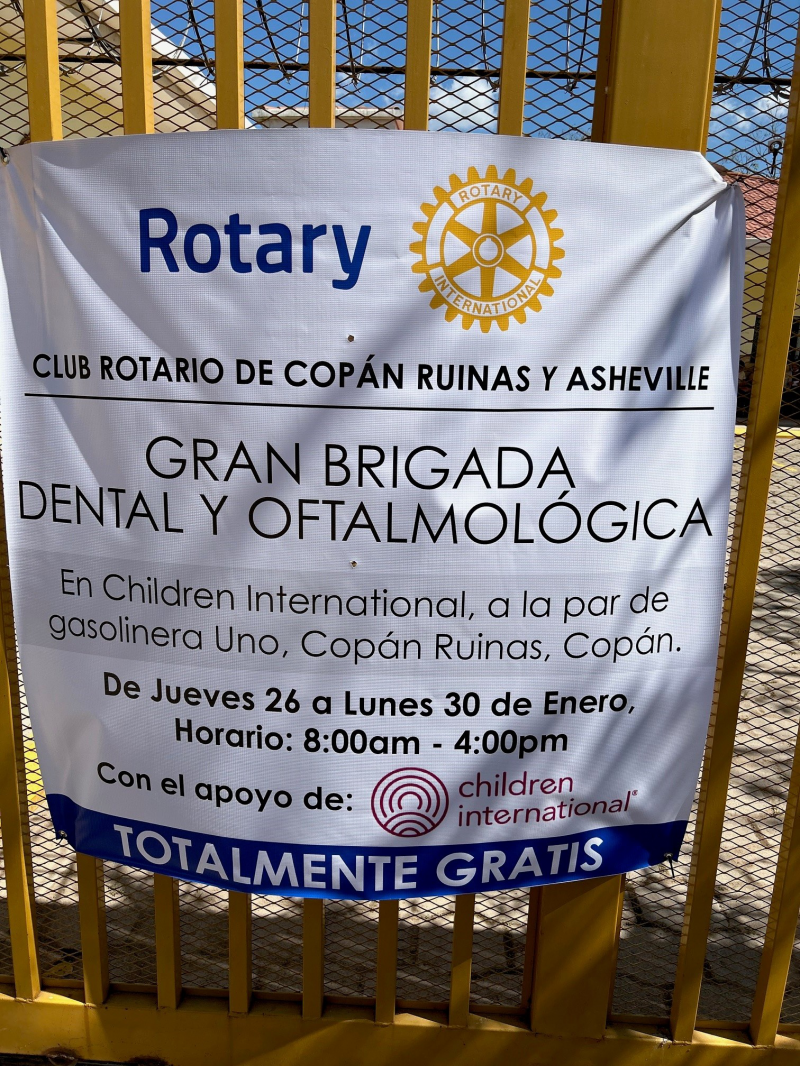 Rotary
ROTARY
INTERNATIONAL
CLUB ROTARIO DE COPÁN RUINAS Y ASHEVILLE
GRAN BRIGADA
DENTAL Y OFTALMOLÓGICA
En Children International, a la par de
gasolinera Uno, Copán Ruinas, Copán.
De Jueves 26 a Lunes 30 de Enero,
Horario: 8:00am - 4:00pm
Con el apoyo de:
children
international®
TOTALMENTE GRATIS